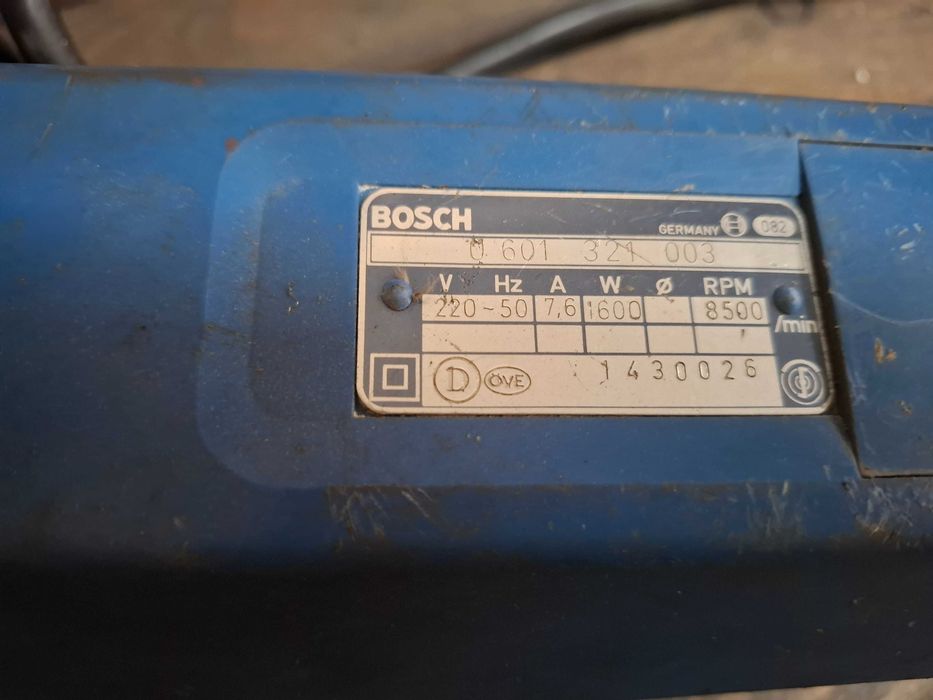 BOSCH
GERMANY 082
0 601 321 003
V Hz A W Ø RPM
220 ~ 50 7,6 1600 8500
/min
D ÖVE 1430026